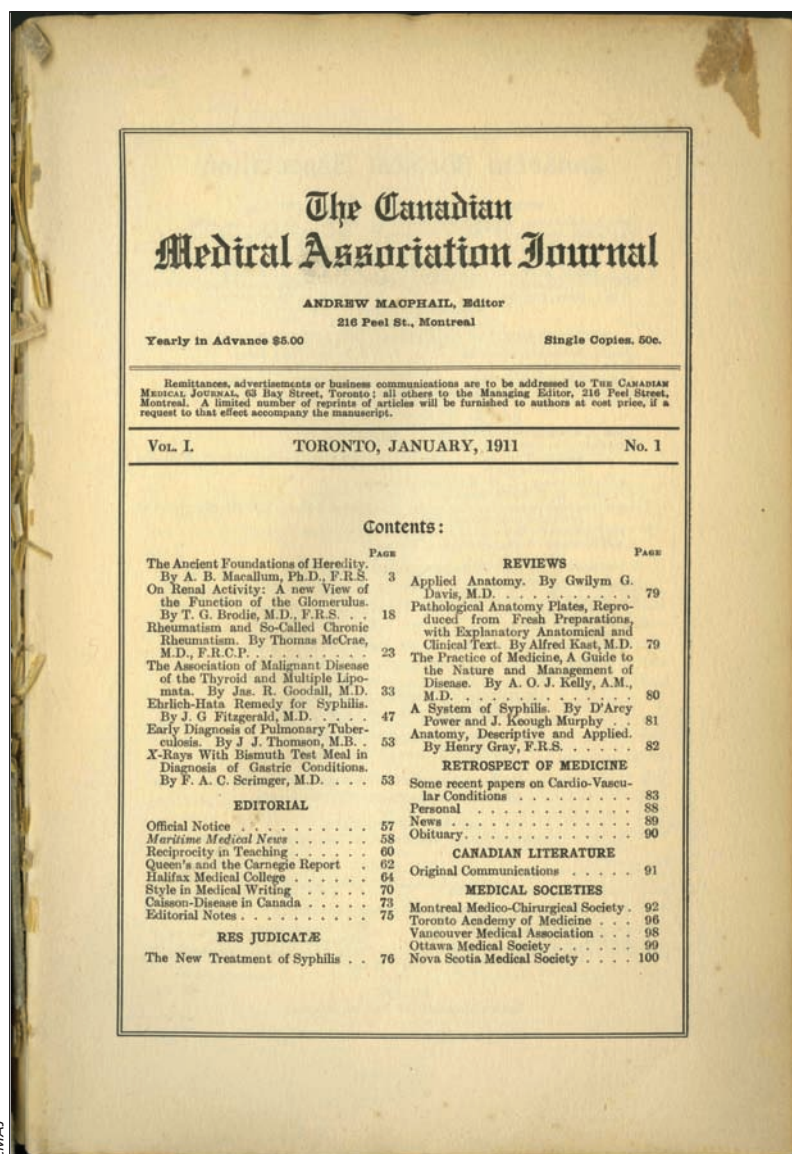 The Canadian
Medical Association Journal
ANDREW MACPHAIL, Editor
216 Peel St., Montreal
Yearly in Advance $5.00 Single Copies, 50c.
Remittances, advertisements or business communications are to be addressed to THE CANADIAN
MEDICAL JOURNAL, 63 Bay Street, Toronto; all others to the Managing Editor, 216 Peel Street,
Montreal. A limited number of reprints of articles will be furnished to authors at cost price, if a
request to that effect accompany the manuscript.
VOL. I. TORONTO, JANUARY, 1911 No. 1
Contents:
PAGE
The Ancient Foundations of Heredity.
By A. B. Macallum, Ph.D., F.R.S. 3
On Renal Activity: A new View of
the Function of the Glomerulus.
By T. G. Brodie, M.D., F.R.S. . . 18
Rheumatism and So-Called Chronic
Rheumatism. By Thomas McCrae,
M.D., F.R.C.P. . . . . . . . . . 23
The Association of Malignant Disease
of the Thyroid and Multiple Lipo-
mata. By Jas. R. Goodall, M.D. 33
Ehrlich-Hata Remedy for Syphilis.
By J. G Fitzgerald, M.D. . . . . 47
Early Diagnosis of Pulmonary Tuber-
culosis. By J J. Thomson, M.B. . 53
X-Rays With Bismuth Test Meal in
Diagnosis of Gastric Conditions.
By F. A. C. Scrimger, M.D. . . . 53
EDITORIAL
Official Notice . . . . . . . . . . 57
Maritime Medical News . . . . . . 58
Reciprocity in Teaching . . . . . . 60
Queen's and the Carnegie Report . 62
Halifax Medical College . . . . . . 64
Style in Medical Writing . . . . . 70
Caisson-Disease in Canada . . . . . 73
Editorial Notes . . . . . . . . . . 75
RES JUDICATÆ
The New Treatment of Syphilis . . 76
PAGE
REVIEWS
Applied Anatomy. By Gwilym G.
Davis, M.D. . . . . . . . . . . 79
Pathological Anatomy Plates, Repro-
duced from Fresh Preparations,
with Explanatory Anatomical and
Clinical Text. By Alfred Kast, M.D. 79
The Practice of Medicine, A Guide to
the Nature and Management of
Disease. By A. O. J. Kelly, A.M.,
M.D. . . . . . . . . . . . . . . 80
A System of Syphilis. By D'Arcy
Power and J. Keough Murphy . . 81
Anatomy, Descriptive and Applied.
By Henry Gray, F.R.S. . . . . . 82
RETROSPECT OF MEDICINE
Some recent papers on Cardio-Vascu-
lar Conditions . . . . . . . . . 83
Personal . . . . . . . . . . . . 88
News . . . . . . . . . . . . . . 89
Obituary. . . . . . . . . . . . . 90
CANADIAN LITERATURE
Original Communications . . . . . 91
MEDICAL SOCIETIES
Montreal Medico-Chirurgical Society . 92
Toronto Academy of Medicine . . . 96
Vancouver Medical Association . . . 98
Ottawa Medical Society . . . . . . 99
Nova Scotia Medical Society . . . . 100